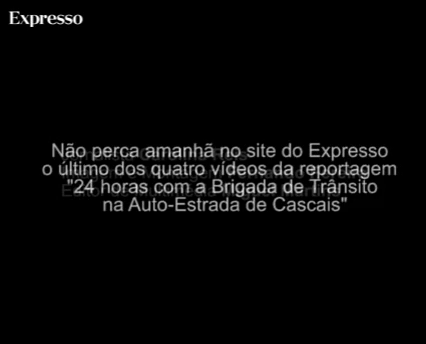 Expresso
Não perca amanhã no site do Expresso
o último dos quatro vídeos da reportagem
"24 horas com a Brigada de Trânsito
na Auto-Estrada de Cascais"